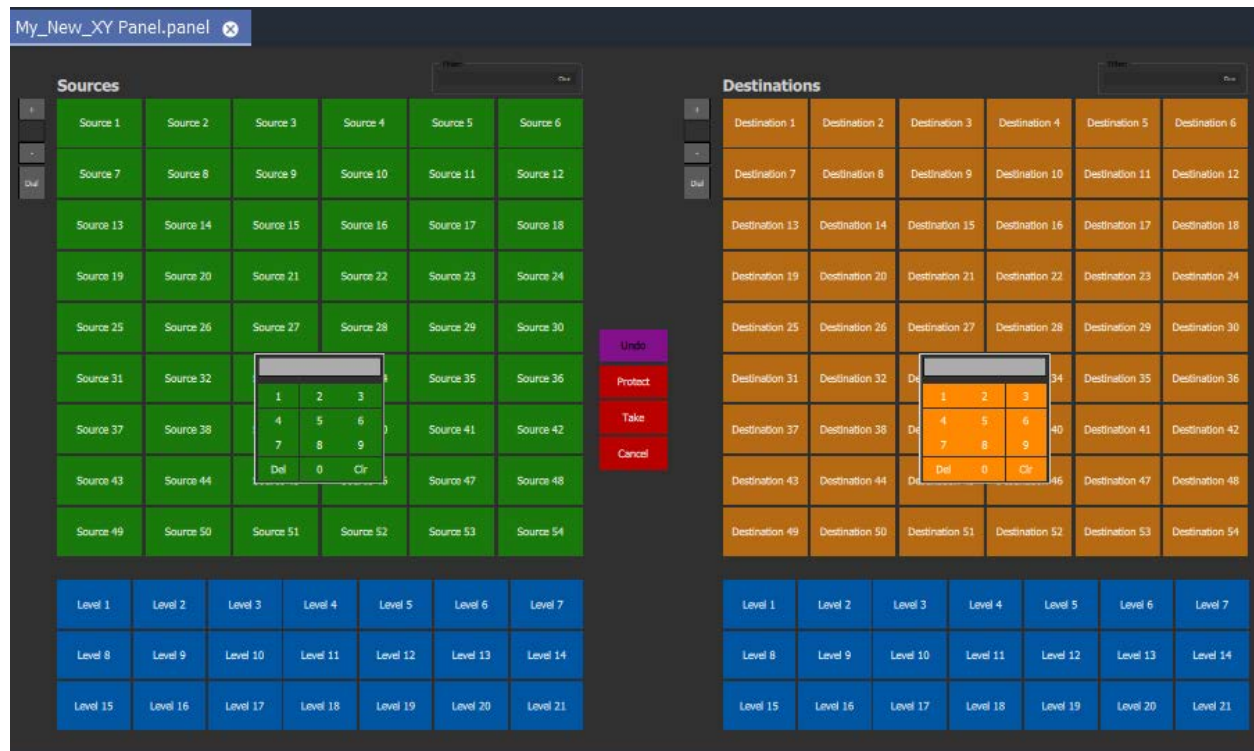 My_New_XY Panel.panel
Filter
Clear
Filter
Clear
Sources
Destinations
+
+
Source 1 Source 2 Source 3 Source 4 Source 5 Source 6
Destination 1 Destination 2 Destination 3 Destination 4 Destination 5 Destination 6
-
-
Dial
Dial
Source 7 Source 8 Source 9 Source 10 Source 11 Source 12
Destination 7 Destination 8 Destination 9 Destination 10 Destination 11 Destination 12
Source 13 Source 14 Source 15 Source 16 Source 17 Source 18
Destination 13 Destination 14 Destination 15 Destination 16 Destination 17 Destination 18
Source 19 Source 20 Source 21 Source 22 Source 23 Source 24
Destination 19 Destination 20 Destination 21 Destination 22 Destination 23 Destination 24
Source 25 Source 26 Source 27 Source 28 Source 29 Source 30
Destination 25 Destination 26 Destination 27 Destination 28 Destination 29 Destination 30
Undo
Source 31 Source 32 Source 35 Source 36
Protect
Destination 31 Destination 32 De 34 Destination 35 Destination 36
1 2 3
1 2 3
Take
4 5 6
4 5 6
Source 37 Source 38 Source 41 Source 42
Destination 37 Destination 38 De 40 Destination 41 Destination 42
7 8 9
7 8 9
Cancel
Del 0 Clr
Del 0 Clr
Source 43 Source 44 Source 47 Source 48
Destination 43 Destination 44 De 46 Destination 47 Destination 48
Source 49 Source 50 Source 51 Source 52 Source 53 Source 54
Destination 49 Destination 50 Destination 51 Destination 52 Destination 53 Destination 54
Level 1 Level 2 Level 3 Level 4 Level 5 Level 6 Level 7
Level 1 Level 2 Level 3 Level 4 Level 5 Level 6 Level 7
Level 8 Level 9 Level 10 Level 11 Level 12 Level 13 Level 14
Level 8 Level 9 Level 10 Level 11 Level 12 Level 13 Level 14
Level 15 Level 16 Level 17 Level 18 Level 19 Level 20 Level 21
Level 15 Level 16 Level 17 Level 18 Level 19 Level 20 Level 21